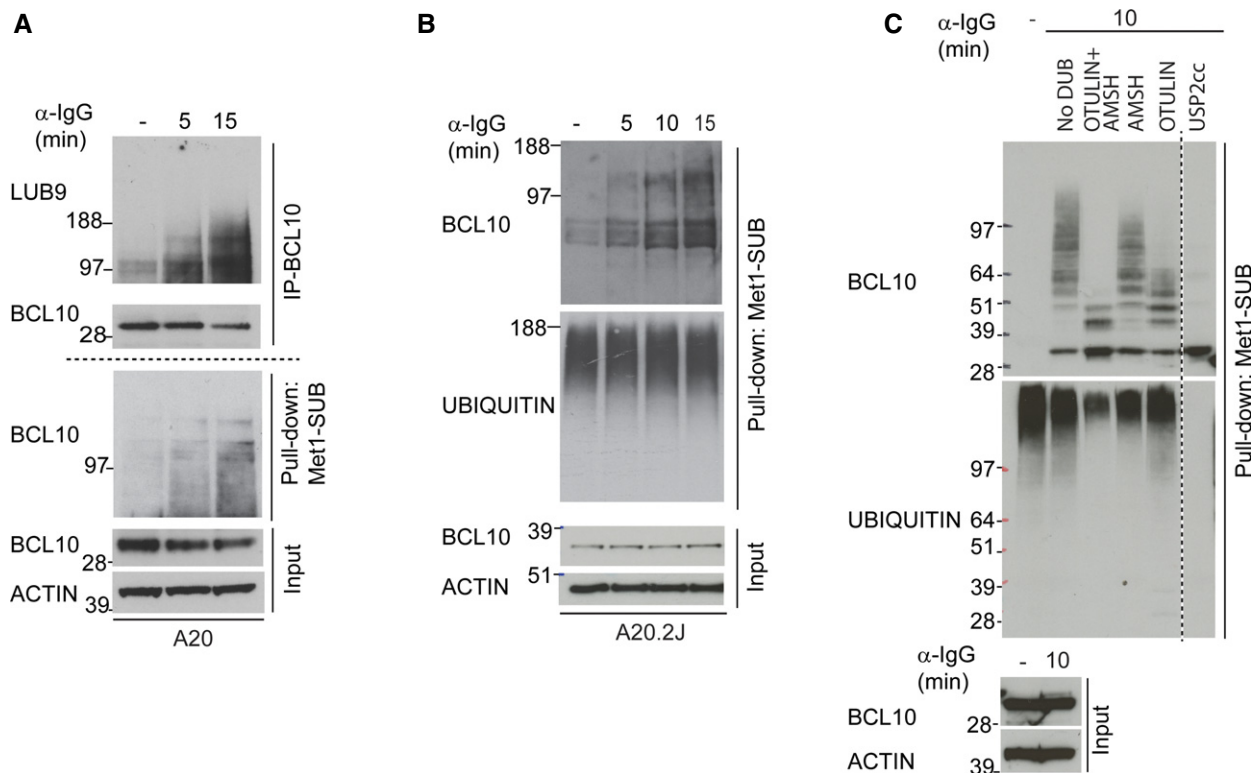 A
α-IgG
(min)
- 5 15
LUB9
188
97
IP-BCL10
BCL10
28
BCL10
97
Pull-down:
Met1-SUB
BCL10
28
ACTIN
39
Input
A20
B
α-IgG
(min)
- 5 10 15
188
97
BCL10
188
UBIQUITIN
Pull-down: Met1-SUB
BCL10
39
51
ACTIN
Input
A20.2J
C
α-IgG
(min)
- 10
No DUB
OTULIN+
AMSH
AMSH
OTULIN
USP2cc
97
64
BCL10
51
39
28
97
UBIQUITIN
64
51
39
28
Pull-down: Met1-SUB
α-IgG
(min)
- 10
BCL10
28
ACTIN
39
Input